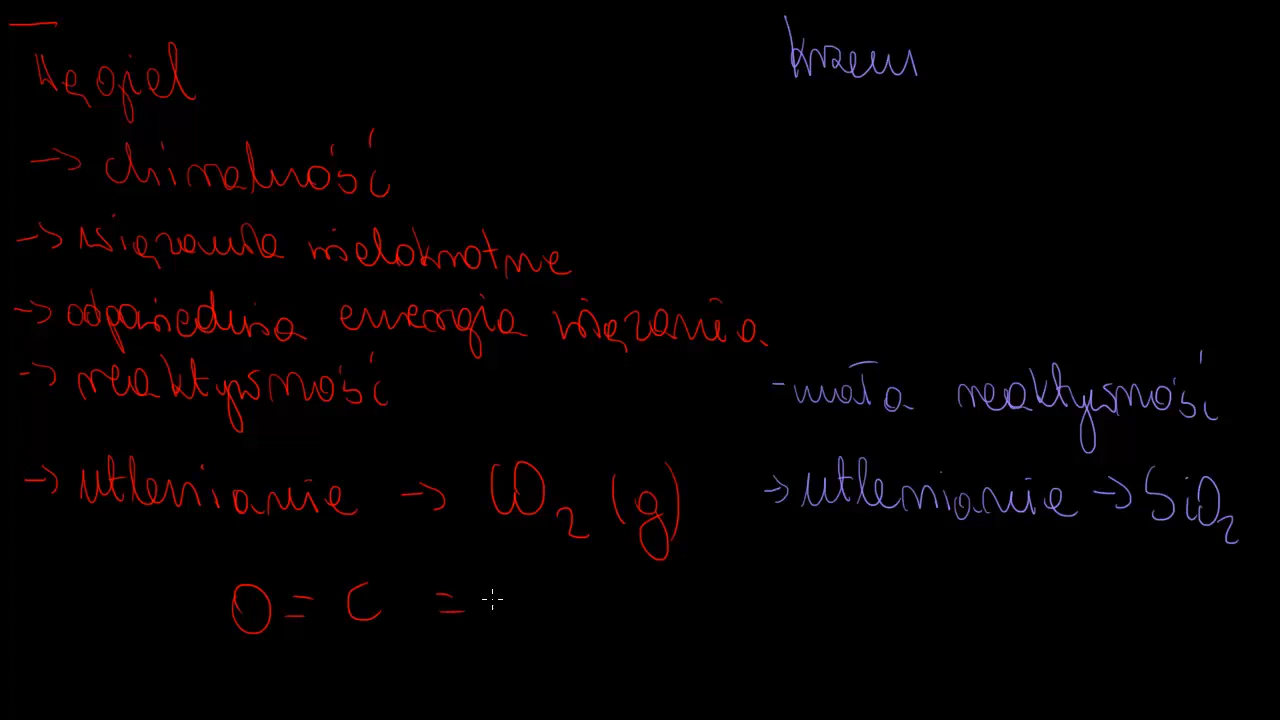 Węgiel
krzem
→ chiralność
→ wiązania wielokrotne
→ odpowiednia energia wiązania
→ reaktywność
- mała reaktywność
→ utlenianie → CO2 (g)
→ utlenianie → SiO2
O = C =